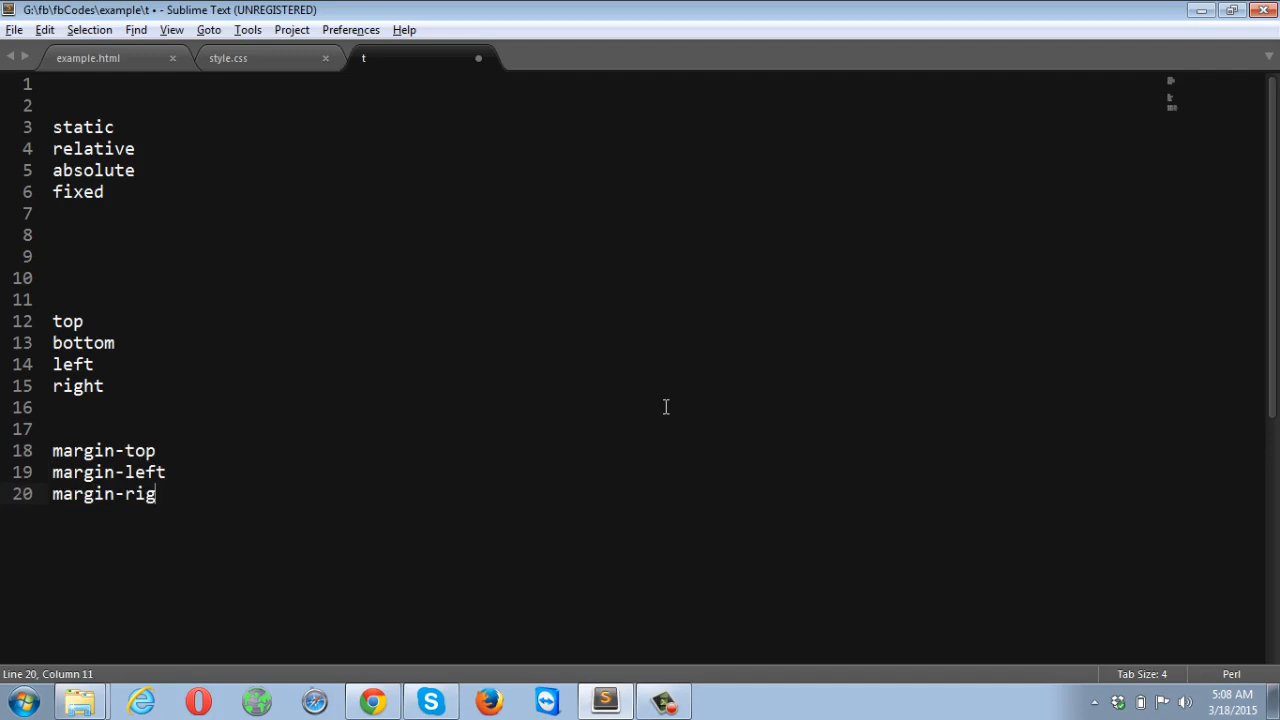 G:\fb\fbCodes\example\t • - Sublime Text (UNREGISTERED)
File Edit Selection Find View Goto Tools Project Preferences Help
example.html × style.css × t
1
2
3 static
4 relative
5 absolute
6 fixed
7
8
9
10
11
12 top
13 bottom
14 left
15 right
16
17
18 margin-top
19 margin-left
20 margin-rig
Line 20, Column 11 Tab Size: 4 Perl
5:08 AM
3/18/2015